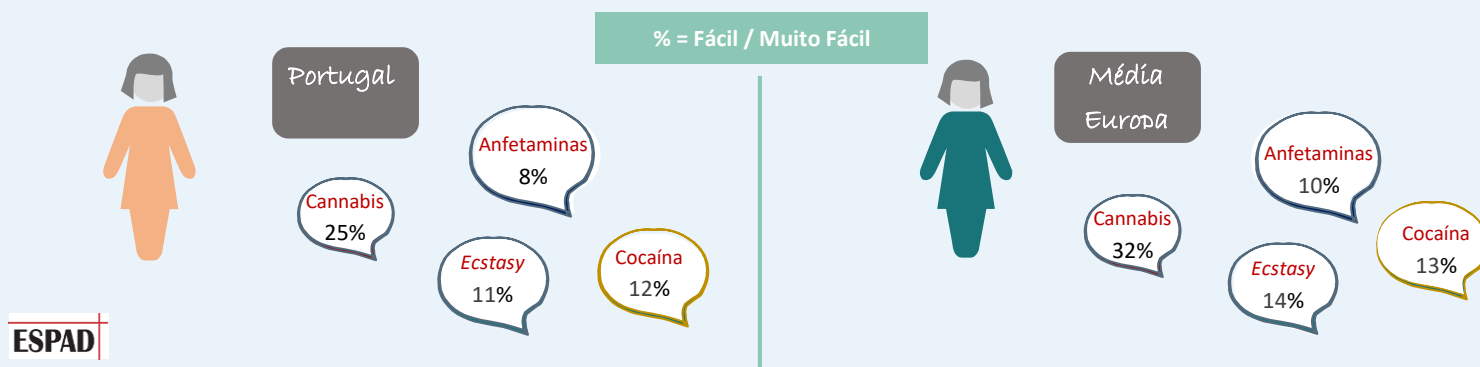 % = Fácil / Muito Fácil
Portugal
Anfetaminas
8%
Cannabis
25%
Ecstasy
11%
Cocaína
12%
ESPAD
Média
Europa
Anfetaminas
10%
Cannabis
32%
Cocaína
13%
Ecstasy
14%